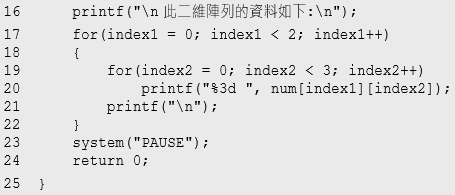 16 printf("\n 此二維陣列的資料如下:\n");
17 for(index1 = 0; index1 < 2; index1++)
18 {
19 for(index2 = 0; index2 < 3; index2++)
20 printf("%3d ", num[index1][index2]);
21 printf("\n");
22 }
23 system("PAUSE");
24 return 0;
25 }